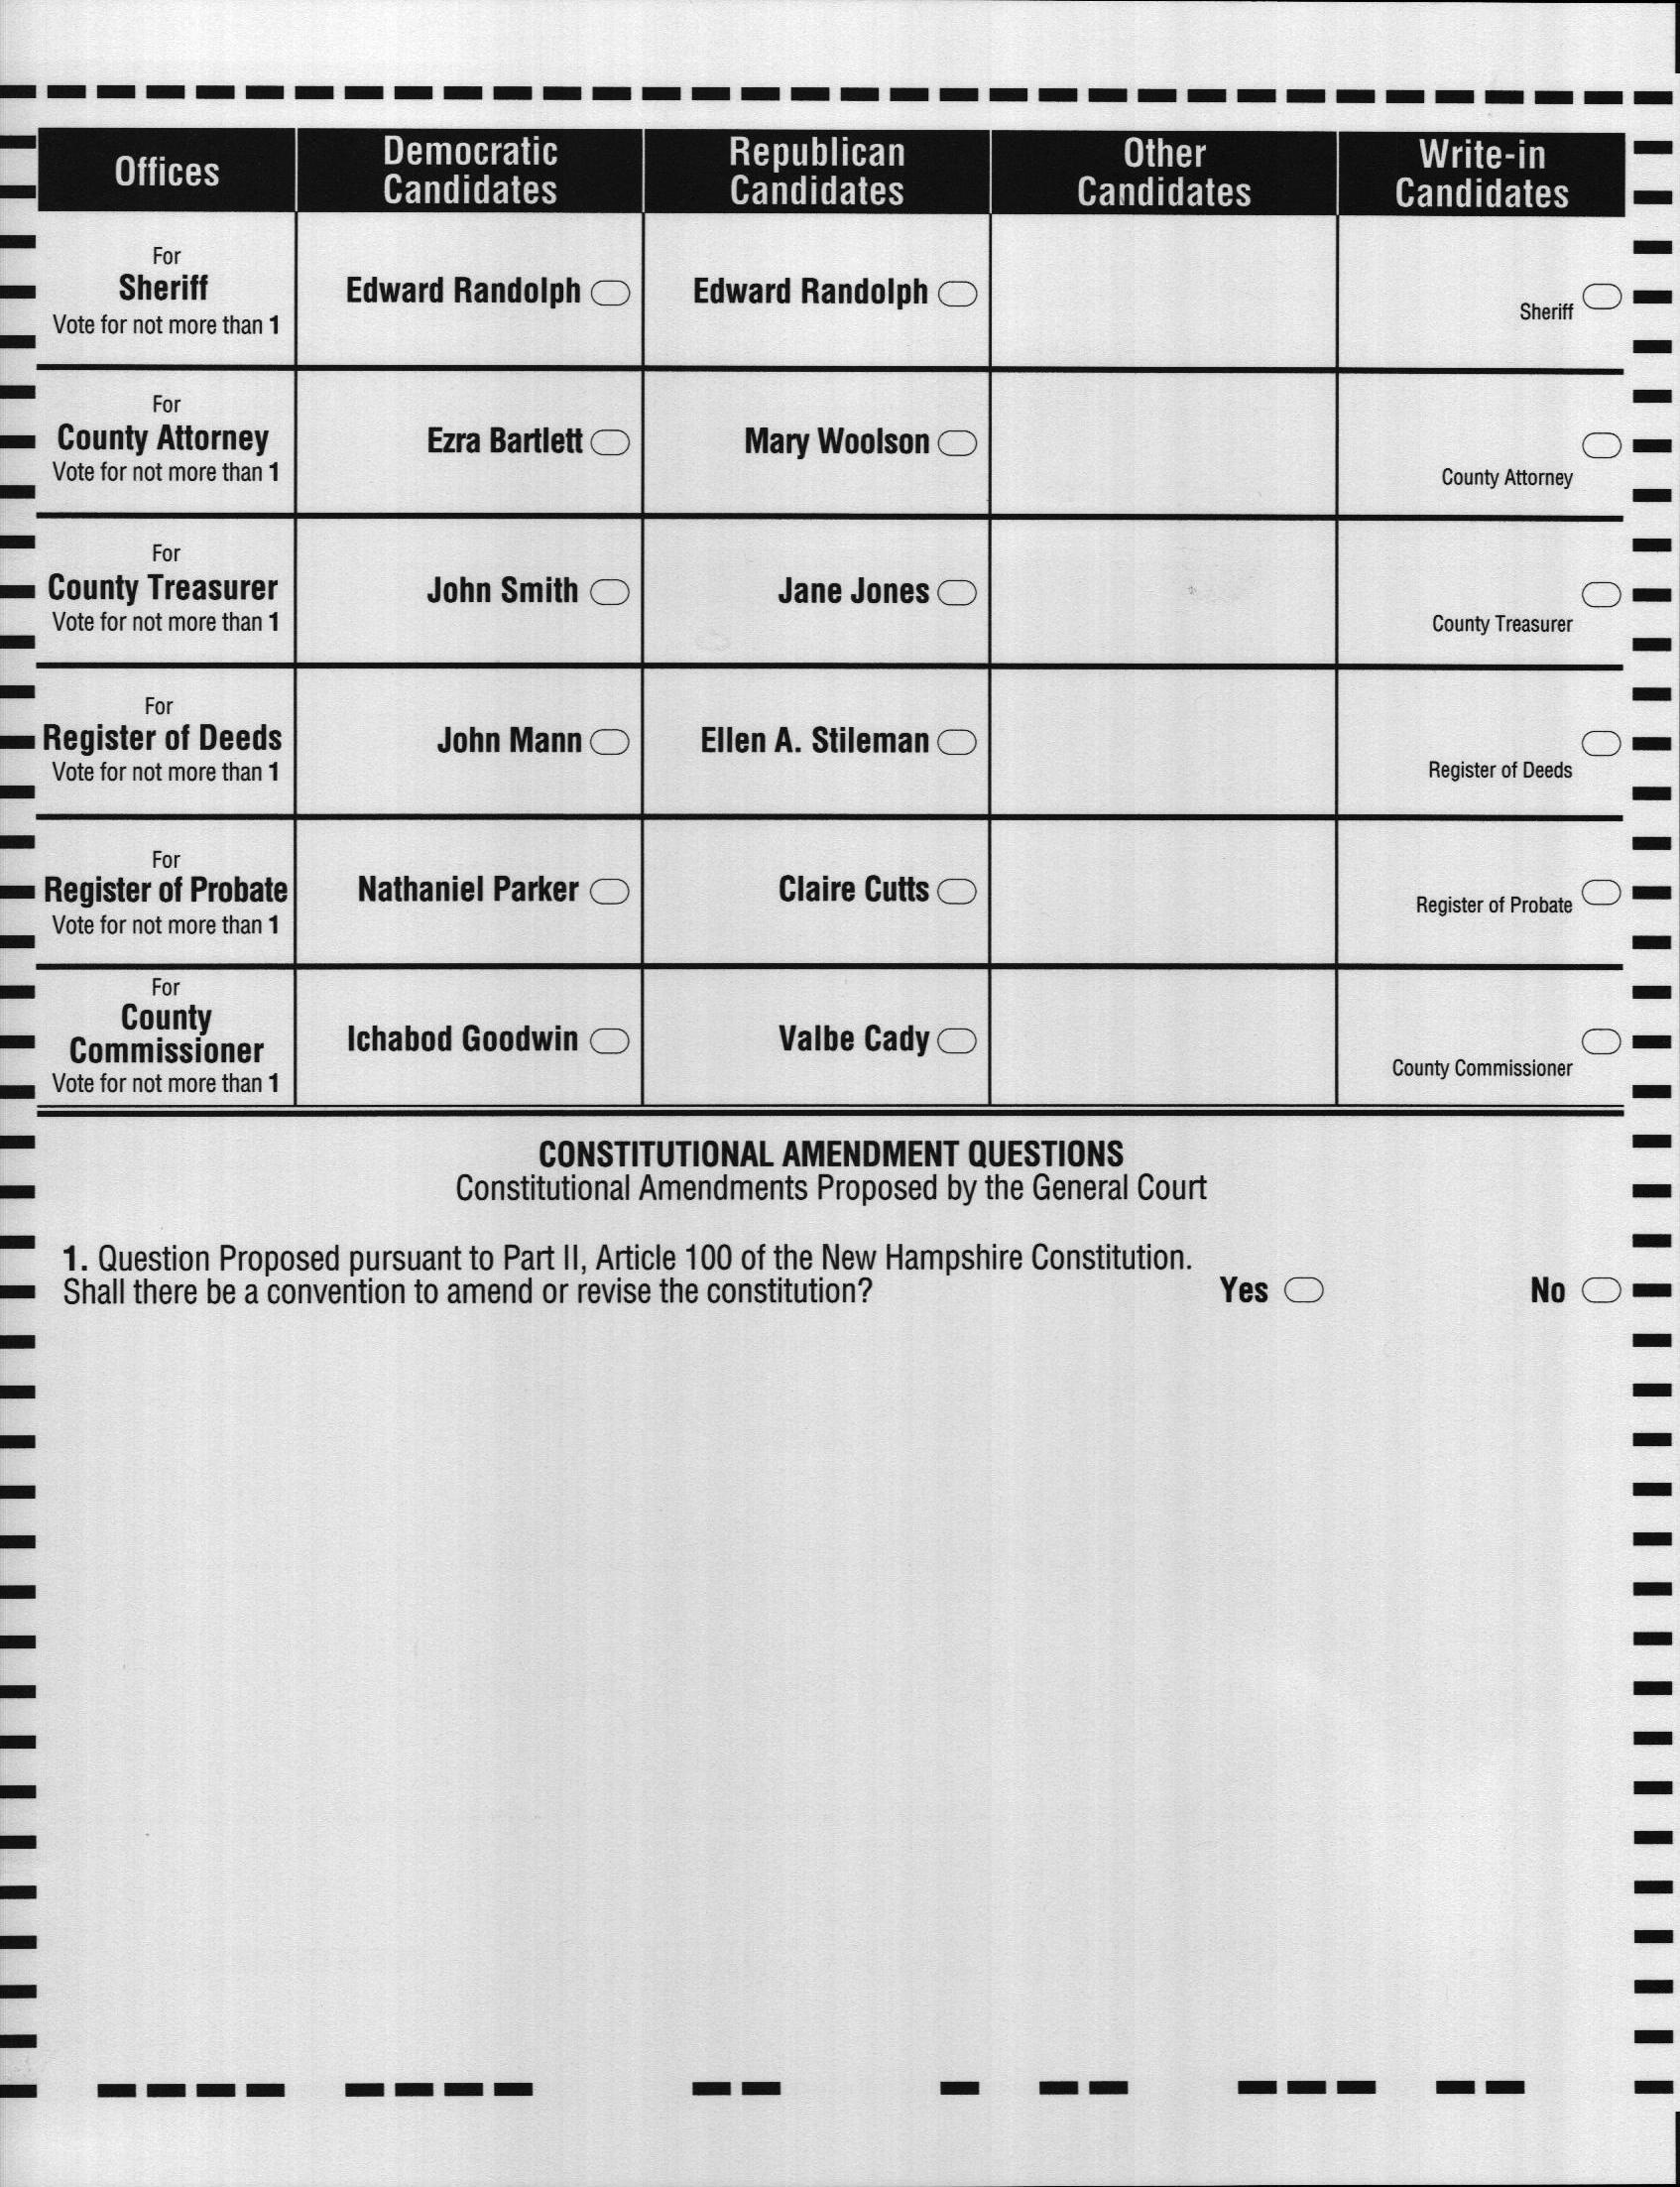 Offices
Democratic
Candidates
Republican
Candidates
Other
Candidates
Write-in
Candidates
For
Sheriff
Vote for not more than 1
Edward Randolph
Edward Randolph
Sheriff
For
County Attorney
Vote for not more than 1
Ezra Bartlett
Mary Woolson
County Attorney
For
County Treasurer
Vote for not more than 1
John Smith
Jane Jones
County Treasurer
For
Register of Deeds
Vote for not more than 1
John Mann
Ellen A. Stileman
Register of Deeds
For
Register of Probate
Vote for not more than 1
Nathaniel Parker
Claire Cutts
Register of Probate
For
County
Commissioner
Vote for not more than 1
Ichabod Goodwin
Valbe Cady
County Commissioner
CONSTITUTIONAL AMENDMENT QUESTIONS
Constitutional Amendments Proposed by the General Court
1. Question Proposed pursuant to Part II, Article 100 of the New Hampshire Constitution.
Shall there be a convention to amend or revise the constitution?
Yes
No